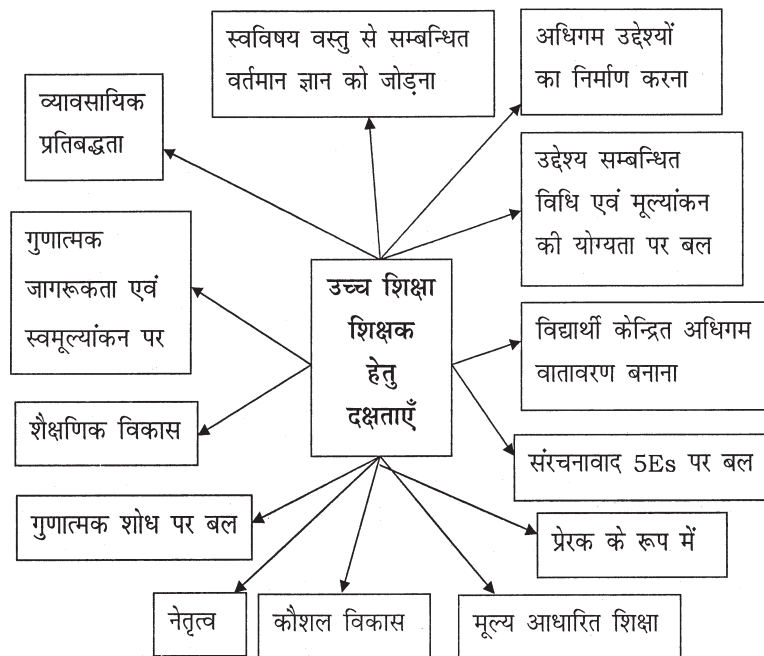 स्वविषय वस्तु से सम्बन्धित
वर्तमान ज्ञान को जोड़ना
अधिगम उद्देश्यों
का निर्माण करना
व्यावसायिक
प्रतिबद्धता
उद्देश्य सम्बन्धित
विधि एवं मूल्यांकन
की योग्यता पर बल
गुणात्मक
जागरूकता एवं
स्वमूल्यांकन पर
उच्च शिक्षा
शिक्षक
हेतु
दक्षताएँ
विद्यार्थी केन्द्रित अधिगम
वातावरण बनाना
शैक्षणिक विकास
संरचनावाद 5Es पर बल
गुणात्मक शोध पर बल
प्रेरक के रूप में
नेतृत्व
कौशल विकास
मूल्य आधारित शिक्षा